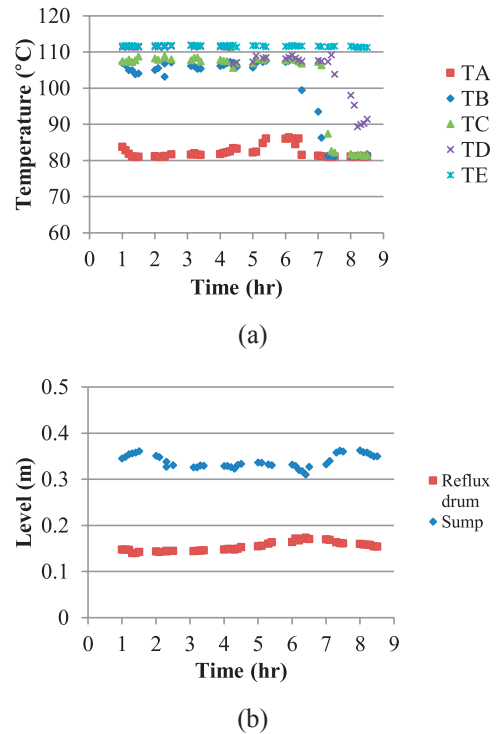 (a)
Temperature (°C)
120
110
100
90
80
70
60
0 1 2 3 4 5 6 7 8 9
Time (hr)
TA
TB
TC
TD
TE
(a)
Level (m)
0.5
0.4
0.3
0.2
0.1
0
0 1 2 3 4 5 6 7 8 9
Time (hr)
Reflux
drum
Sump
(b)